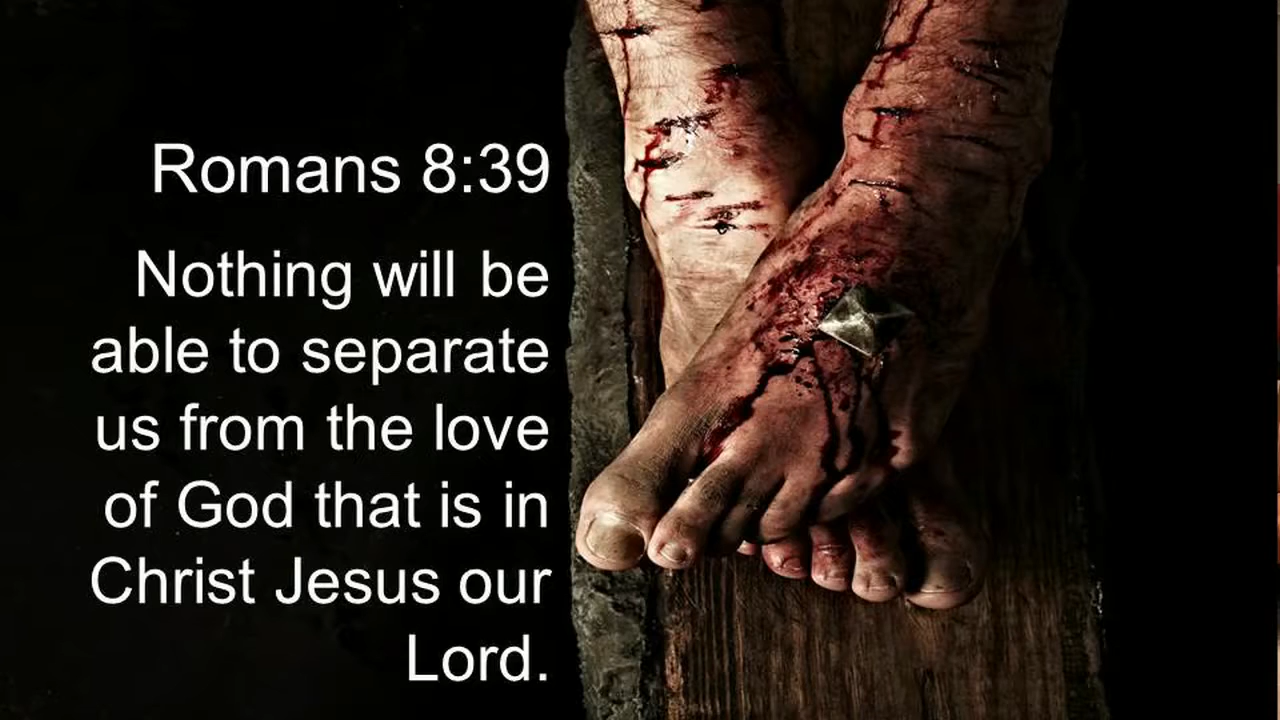 Romans 8:39
Nothing will be
able to separate
us from the love
of God that is in
Christ Jesus our
Lord.